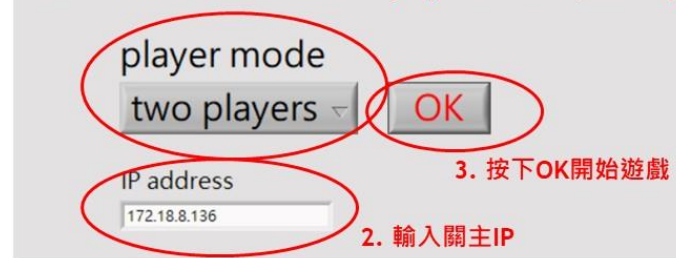 player mode
two players
OK
3. 按下OK開始遊戲
IP address
172.18.8.136
2. 輸入關主IP